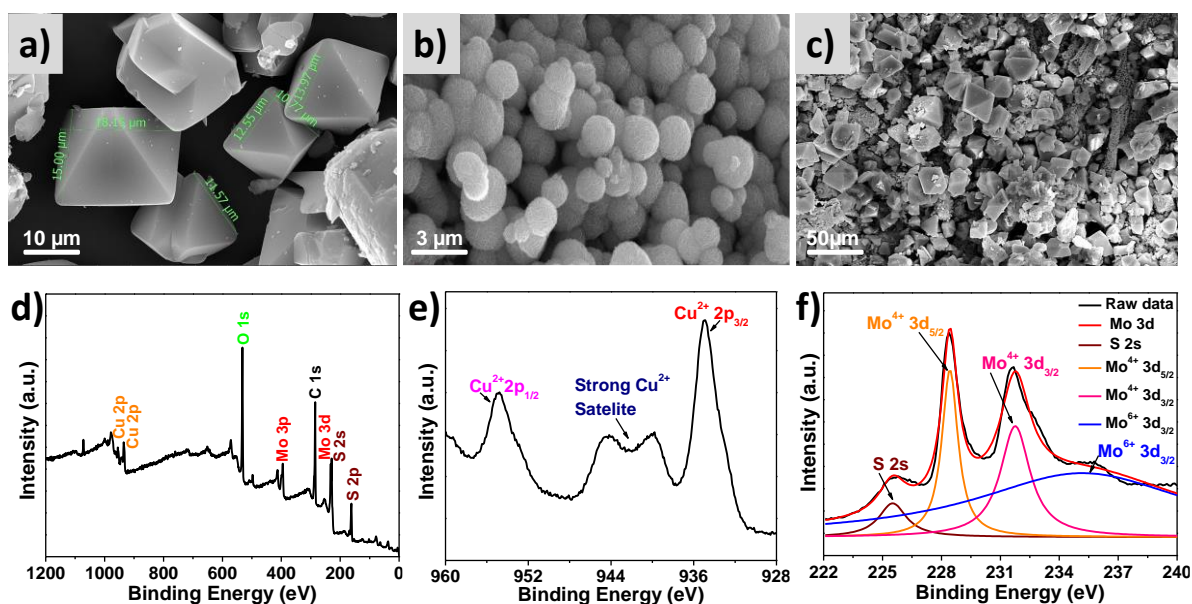 a)
18.15 µm
15.00 µm
12.55 µm
13.97 µm
11.57 µm
10 µm
b)
3 µm
c)
50µm
d)
O 1s
Cu 2p
Cu 2p
Mo 3p
C 1s
Mo 3d
S 2s
S 2p
Intensity (a.u.)
1200 1000 800 600 400 200 0
Binding Energy (eV)
e)
Cu²⁺ 2p₃/₂
Cu²⁺2p₁/₂
Strong Cu²⁺
Satelite
Intensity (a.u.)
960 952 944 936 928
Binding Energy (eV)
f)
Raw data
Mo 3d
S 2s
Mo⁴⁺ 3d₅/₂
Mo⁴⁺ 3d₃/₂
Mo⁶⁺ 3d₃/₂
Mo⁴⁺ 3d₅/₂
Mo⁴⁺ 3d₃/₂
Mo⁶⁺ 3d₃/₂
S 2s
Intensity (a.u.)
222 225 228 231 234 237 240
Binding Energy (eV)